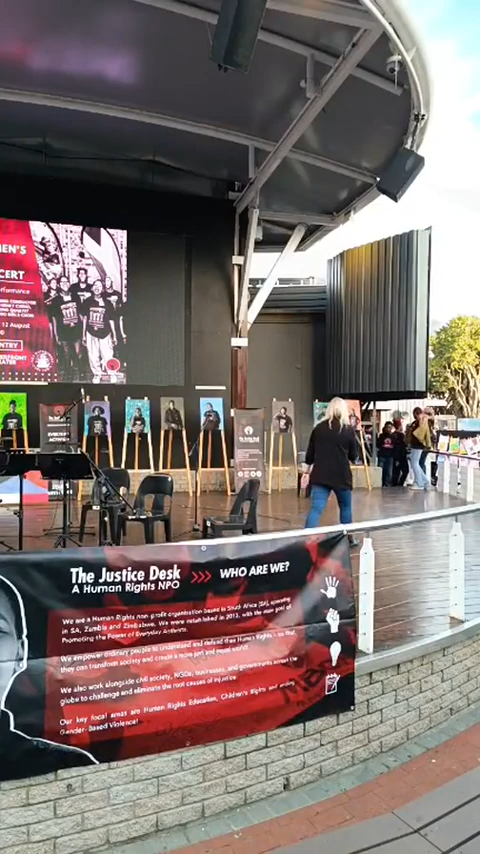 MEN'S
CERT
12 August
NTRY
The Justice Desk >>> WHO ARE WE?
A Human Rights NPO
We are a Human Rights non-profit organisation based in South Africa (SA), operating
in SA, Zambia and Zimbabwe. We were established in 2013, with the main goal of
Promoting the Power of Everyday Activists.
We empower ordinary people to understand and defend their Human Rights - so that
they can transform society and create a more just and equal world!
We also work alongside civil society, NGOs, businesses, and governments across the
globe to challenge and eliminate the root causes of injustice.
Our key focal areas are Human Rights Education, Children's Rights and ending
Gender- Based Violence!